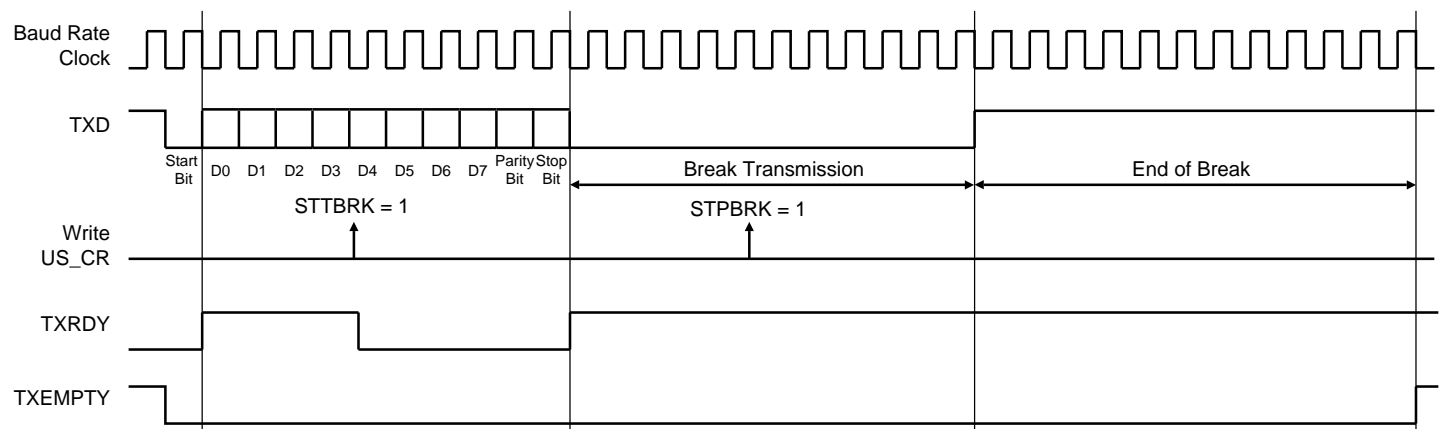 Baud Rate
Clock
TXD
Start
Bit
D0 D1 D2 D3 D4 D5 D6 D7
Parity
Bit
Stop
Bit
Break Transmission
End of Break
STTBRK = 1
STPBRK = 1
Write
US_CR
TXRDY
TXEMPTY